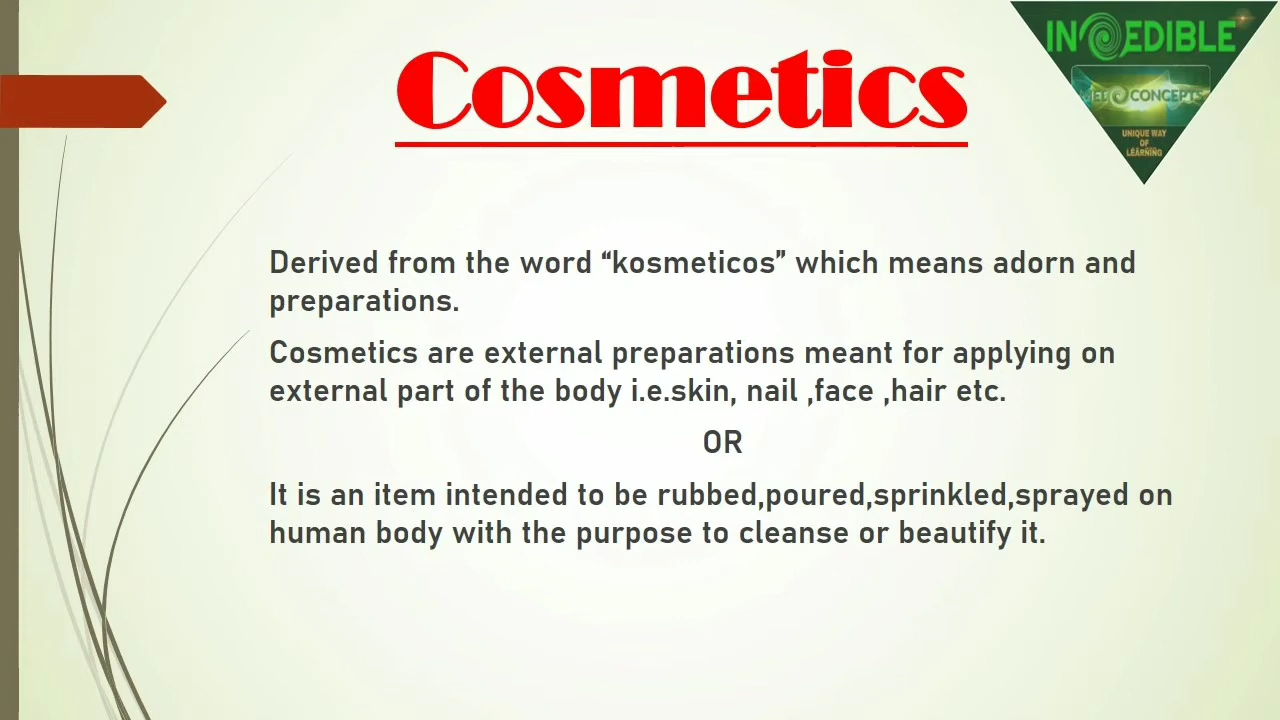 Cosmetics
INCEDIBLE
CONCEPTS
UNIQUE WAY
OF
LEARNING
Derived from the word “kosmeticos” which means adorn and
preparations.
Cosmetics are external preparations meant for applying on
external part of the body i.e.skin, nail ,face ,hair etc.
OR
It is an item intended to be rubbed,poured,sprinkled,sprayed on
human body with the purpose to cleanse or beautify it.